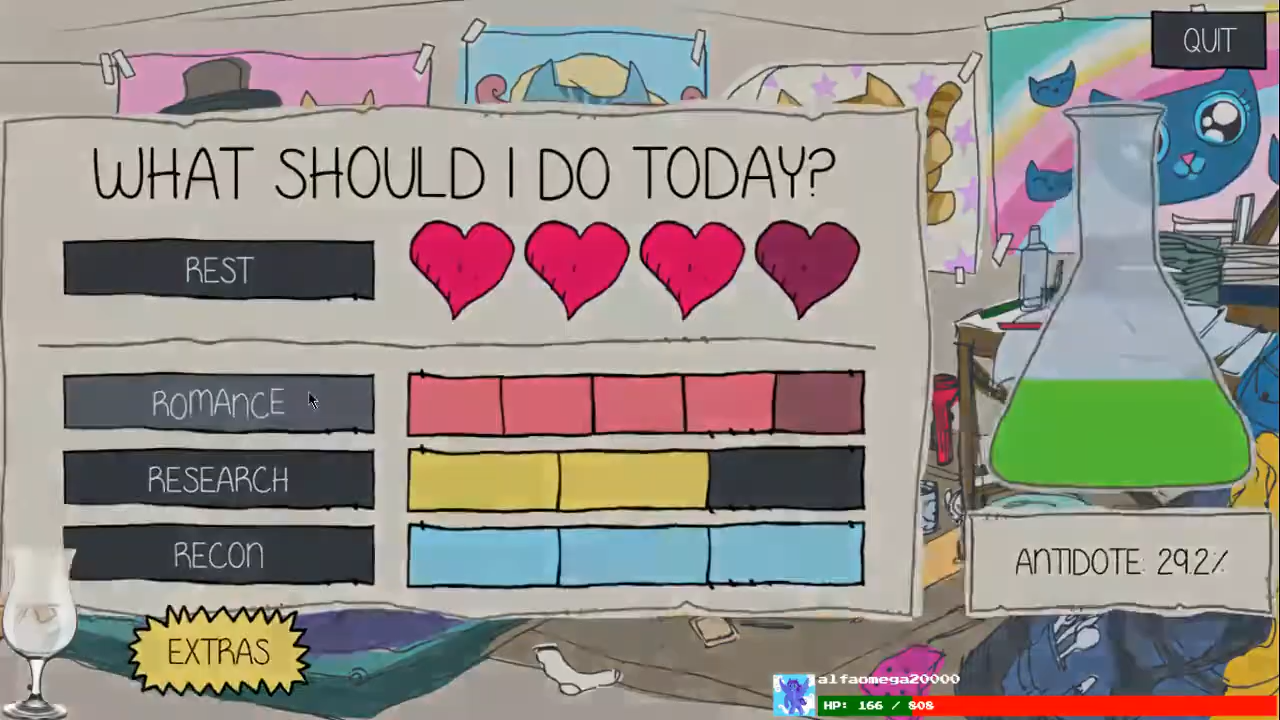 QUIT
WHAT SHOULD I DO TODAY?
REST
ROMANCE
RESEARCH
RECON
ANTIDOTE: 29.2%
EXTRAS
alfaomega20000
HP: 166 / 808